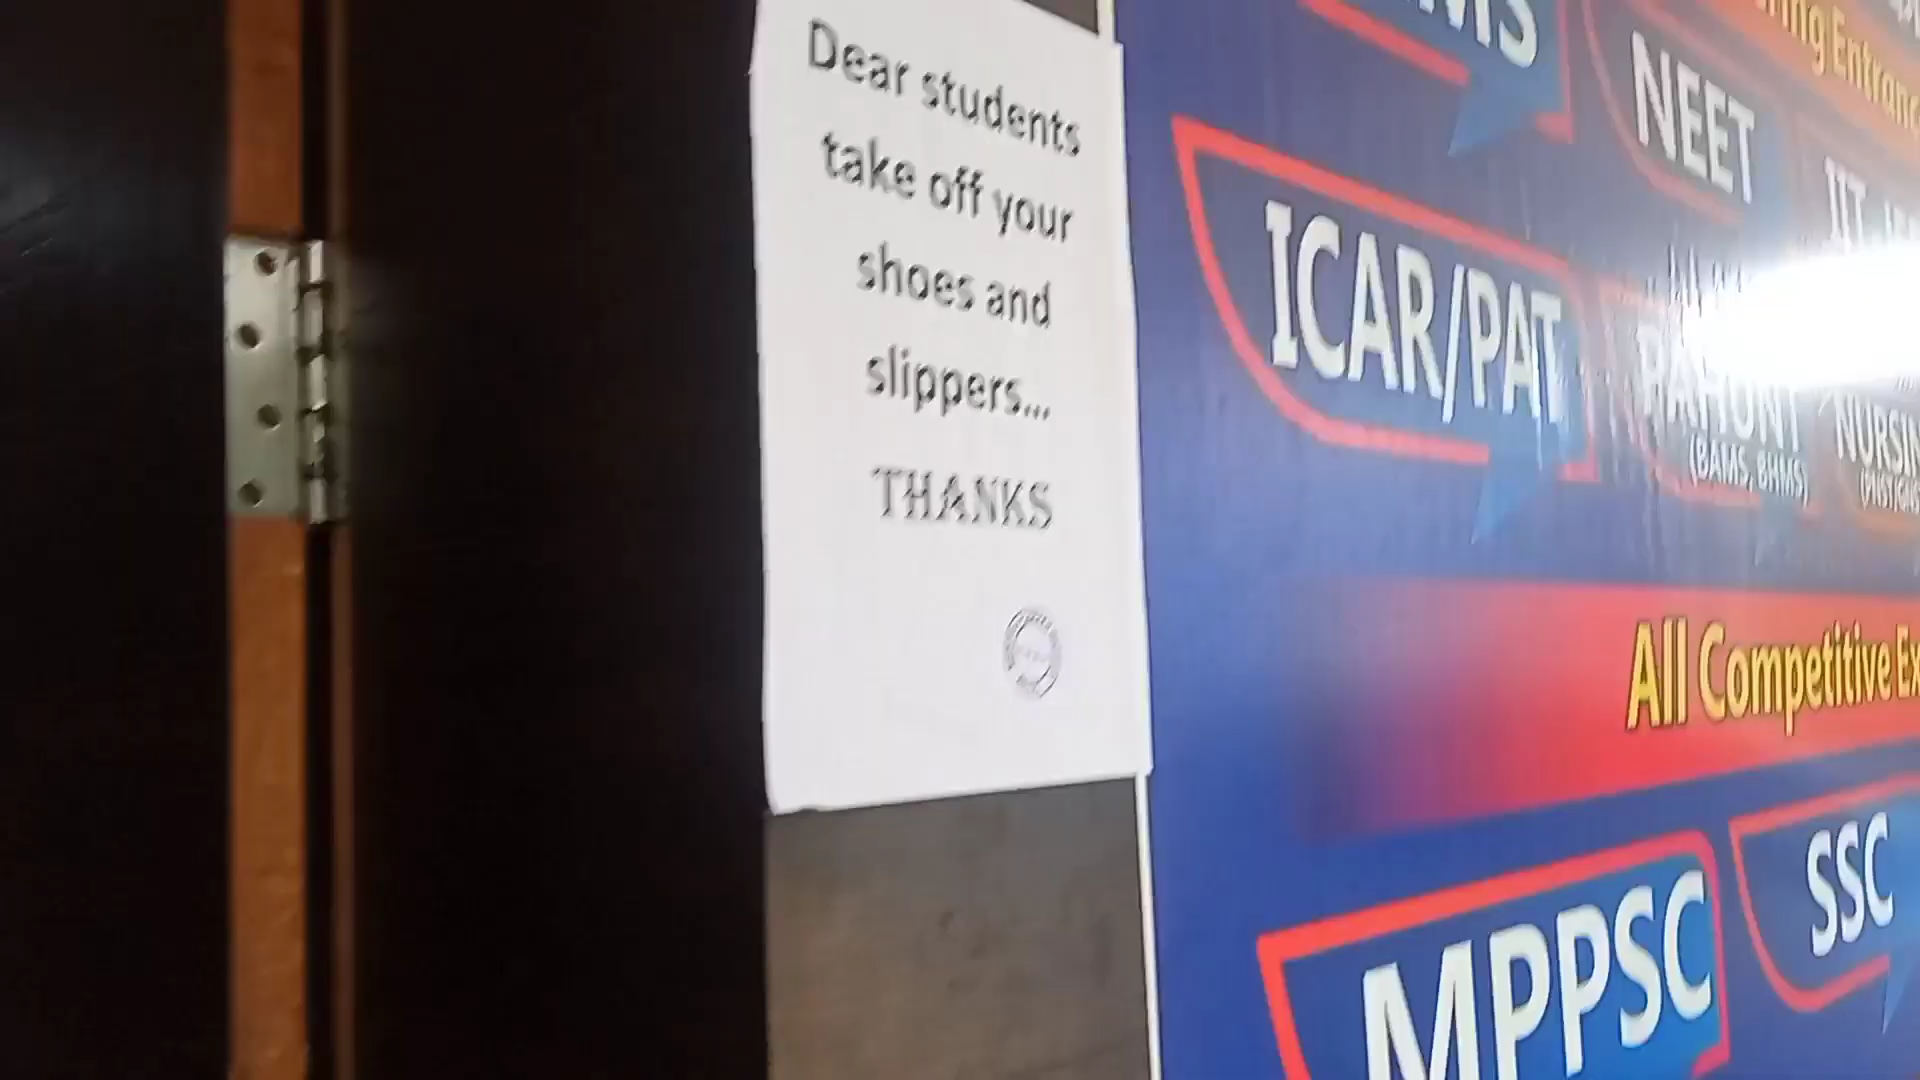 Dear students
take off your
shoes and
slippers...
THANKS
NEET
ICAR/PAT
(BAMS, BHMS)
All Competitive
MPPSC
SSC